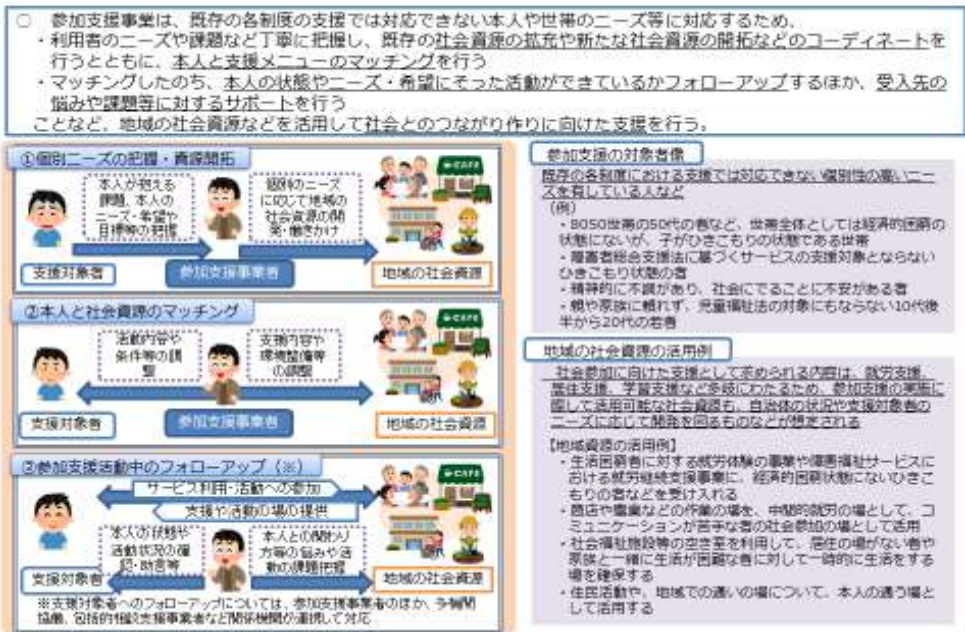 ○ 参加支援事業は、既存の各制度の支援では対応できない本人や世帯のニーズ等に対応するため、
・利用者のニーズや課題など丁寧に把握し、既存の社会資源の拡充や新たな社会資源の開拓などのコーディネートを
行うとともに、本人と支援メニューのマッチングを行う
・マッチングしたのち、本人の状態やニーズ・希望にそった活動ができているかフォローアップするほか、受入先の
悩みや課題等に対するサポートを行う
ことなど、地域の社会資源などを活用して社会とのつながり作りに向けた支援を行う。
①個別ニーズの把握・資源開拓
本人が抱える
課題、本人の
ニーズ・希望や
目標等の把握
個別のニーズ
に応じて地域の
社会資源の開
発・働きかけ
CAFE
支援対象者
参加支援事業者
地域の社会資源
②本人と社会資源のマッチング
活動内容や
条件等の調
整
支援内容や
環境整備等
の調整
CAFE
支援対象者
参加支援事業者
地域の社会資源
③参加支援活動中のフォローアップ（※）
サービス利用・活動への参加
支援や活動の場の提供
CAFE
本人の状態や
活動状況の確
認・助言等
本人との関わり
方等の悩みや活
動の課題把握
支援対象者
地域の社会資源
※支援対象者へのフォローアップについては、参加支援事業者のほか、多機関
協働、包括的相談支援事業者など関係機関が連携して対応
参加支援の対象者像
既存の各制度における支援では対応できない個別性の高いニー
ズを有している人など
（例）
・8050世帯の50代の者など、世帯全体としては経済的困窮の
状態にないが、子がひきこもりの状態である世帯
・障害者総合支援法に基づくサービスの支援対象とならない
ひきこもり状態の者
・精神的に不調があり、社会にでることに不安がある者
・親や家族に頼れず、児童福祉法の対象にもならない10代後
半から20代の若者
地域の社会資源の活用例
社会参加に向けた支援として求められる内容は、就労支援、
居住支援、学習支援など多岐にわたるため、参加支援の実施に
際して活用可能な社会資源も、自治体の状況や支援対象者の
ニーズに応じて開発を図るものなどが想定される
【地域資源の活用例】
・生活困窮者に対する就労体験の事業や障害福祉サービスに
おける就労継続支援事業に、経済的困窮状態にないひきこ
もりの者などを受け入れる
・商店や農業などの作業の場を、中間的就労の場として、コ
ミュニケーションが苦手な者の社会参加の場として活用
・社会福祉施設等の空き室を利用して、居住の場がない者や
家族と一緒に生活が困難な者に対して一時的に生活をする
場を確保する
・住民活動や、地域での通いの場について、本人の通う場と
して活用する